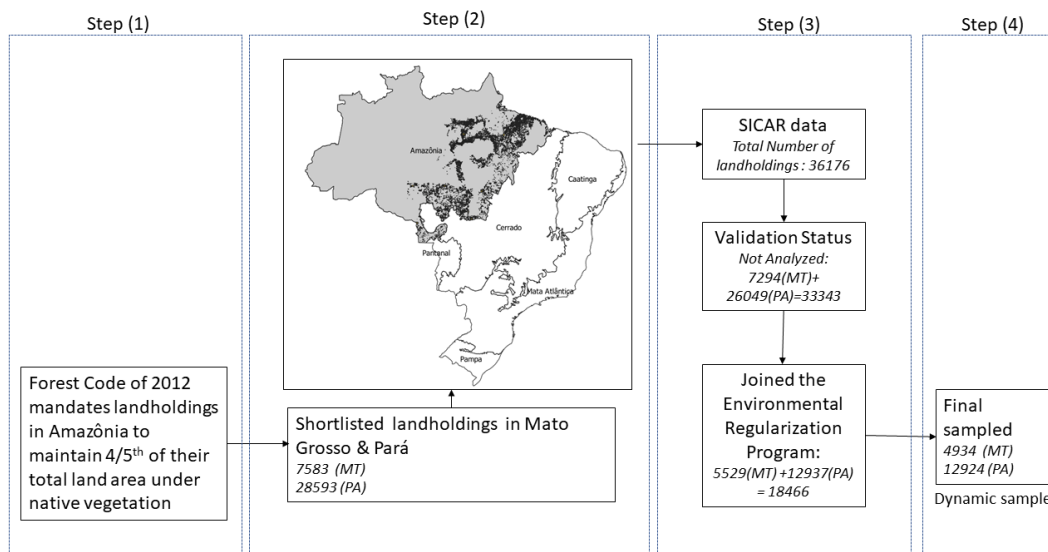 Step (1)
Forest Code of 2012
mandates landholdings
in Amazônia to
maintain 4/5th of their
total land area under
native vegetation
Step (2)
Amazônia
Caatinga
Cerrado
Pantanal
Mata Atlântica
Pampa
Shortlisted landholdings in Mato
Grosso & Pará
7583 (MT)
28593 (PA)
Step (3)
SICAR data
Total Number of
landholdings : 36176
Validation Status
Not Analyzed:
7294(MT)+
26049(PA)=33343
Joined the
Environmental
Regularization
Program:
5529(MT)+12937(PA)
= 18466
Step (4)
Final
sampled
4934 (MT)
12924 (PA)
Dynamic sample